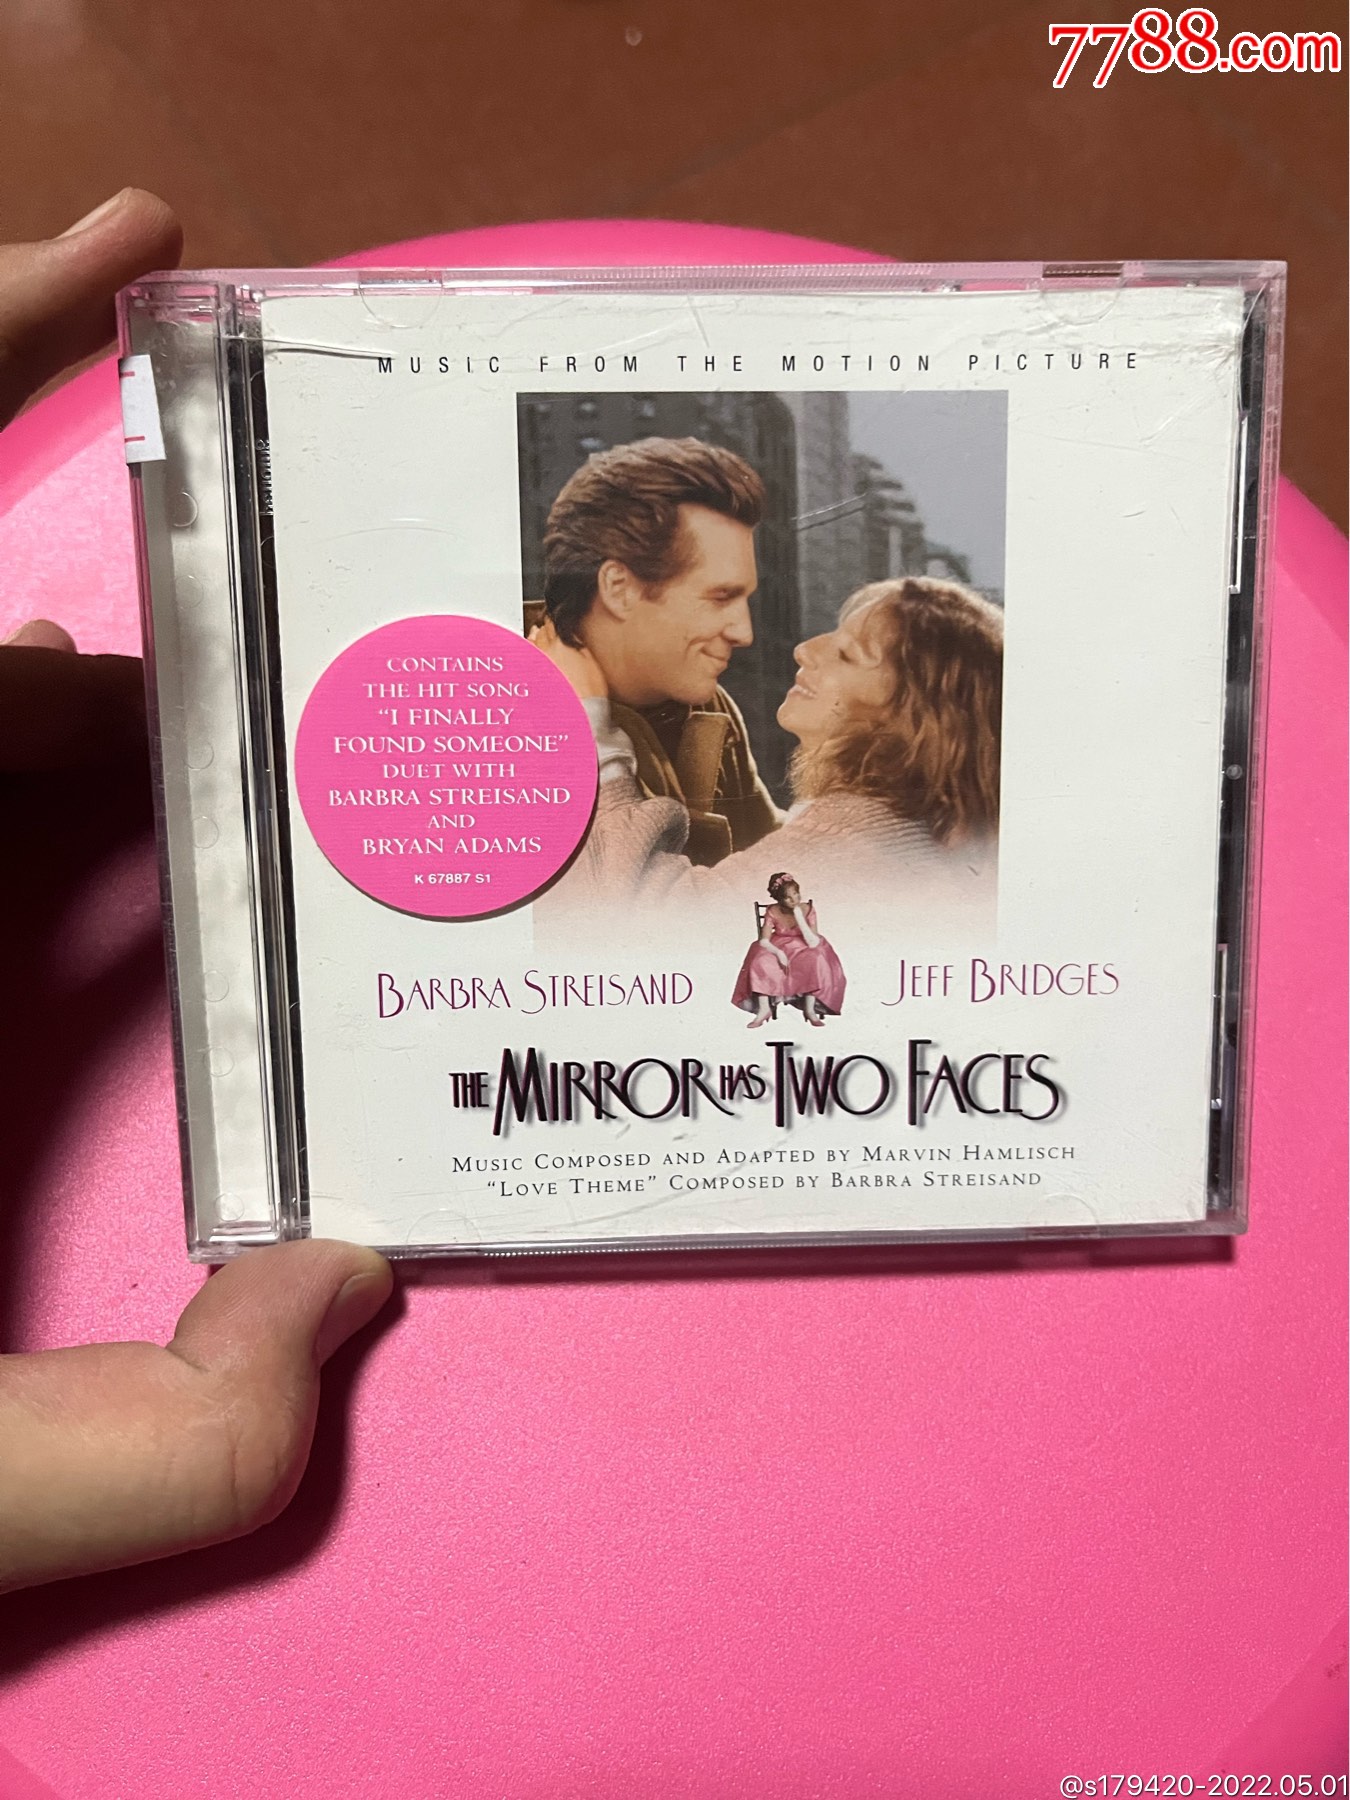 7788.com
MUSIC FROM THE MOTION PICTURE
CONTAINS
THE HIT SONG
“I FINALLY
FOUND SOMEONE”
DUET WITH
BARBRA STREISAND
AND
BRYAN ADAMS
K 67887 S1
BARBRA STREISAND
JEFF BRIDGES
THE MIRROR HAS TWO FACES
MUSIC COMPOSED AND ADAPTED BY MARVIN HAMLISCH
“LOVE THEME” COMPOSED BY BARBRA STREISAND
@s179420-2022.05.01